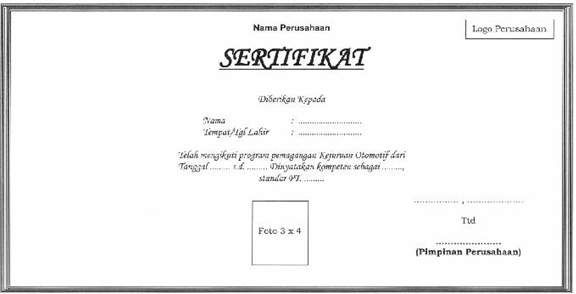 Nama Perusahaan
Logo Perusahaan
SERTIFIKAT
Diberikan Kepada
Nama : ............................
Tempat/Tgl Lahir : ............................
Telah mengikuti program pemagangan Kejuruan Otomotif dari
Tanggal ......... s.d. ......... Dinyatakan kompeten sebagai .........,
standar PT. .........
Foto 3 x 4
................. , .......................
Ttd
.......................
(Pimpinan Perusahaan)